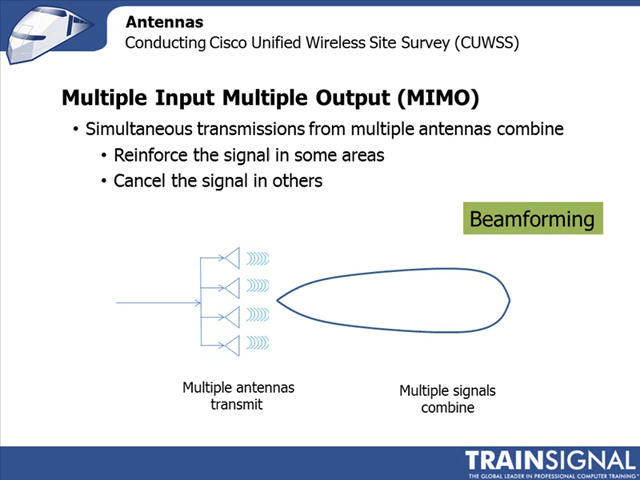 Antennas
Conducting Cisco Unified Wireless Site Survey (CUWSS)
Multiple Input Multiple Output (MIMO)
• Simultaneous transmissions from multiple antennas combine
• Reinforce the signal in some areas
• Cancel the signal in others
Beamforming
Multiple antennas
transmit
Multiple signals
combine
TRAINSIGNAL
THE GLOBAL LEADER IN PROFESSIONAL COMPUTER TRAINING